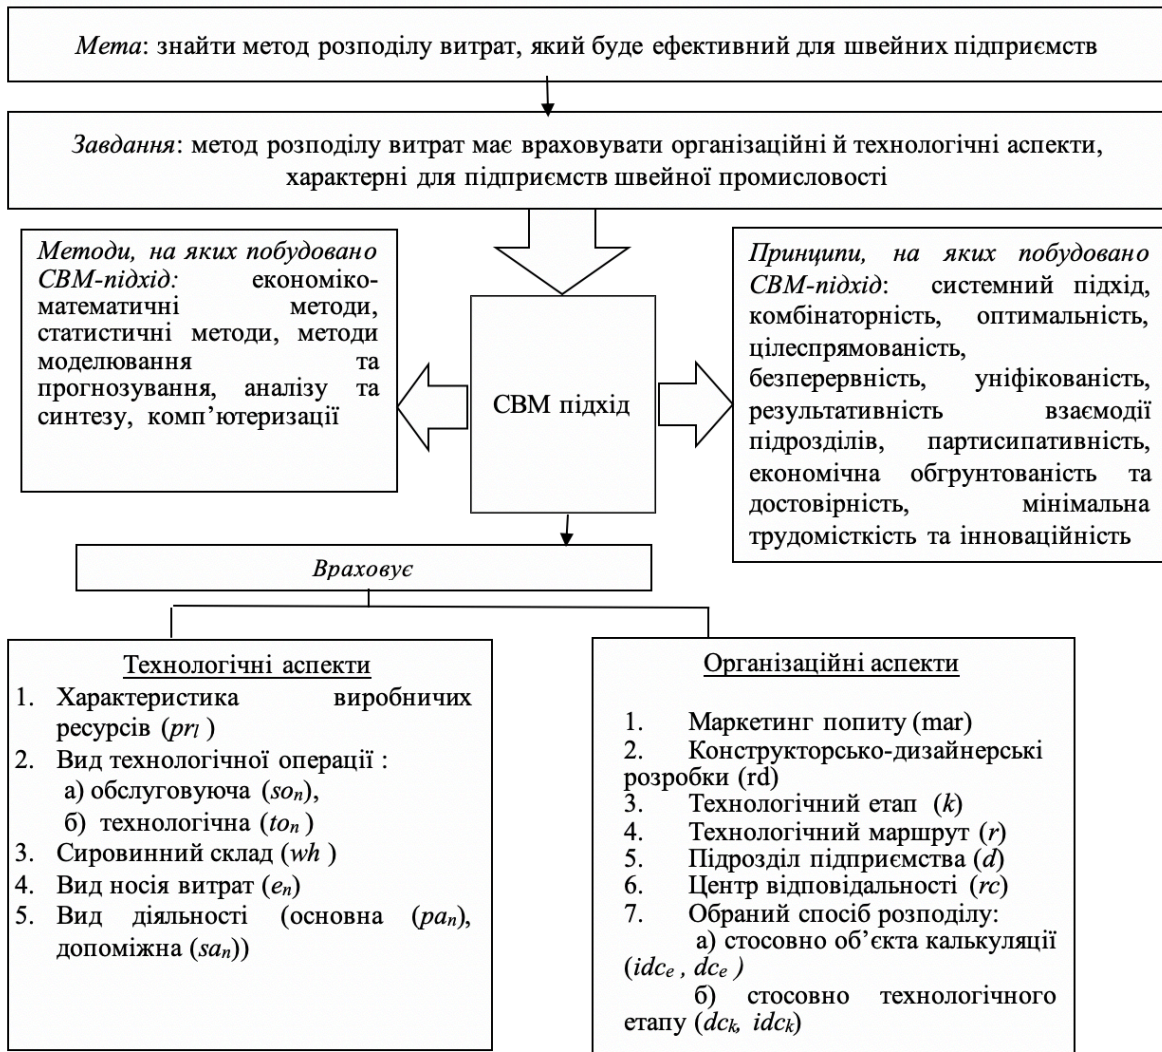 Мета: знайти метод розподілу витрат, який буде ефективний для швейних підприємств
Завдання: метод розподілу витрат має враховувати організаційні й технологічні аспекти,
характерні для підприємств швейної промисловості
Методи, на яких побудовано
СВМ-підхід: економіко-
математичні методи,
статистичні методи, методи
моделювання та
прогнозування, аналізу та
синтезу, комп’ютеризації
СВМ підхід
Принципи, на яких побудовано
СВМ-підхід: системний підхід,
комбінаторність, оптимальність,
цілеспрямованість,
безперервність, уніфікованість,
результативність взаємодії
підрозділів, партисипативність,
економічна обгрунтованість та
достовірність, мінімальна
трудомісткість та інноваційність
Враховує
Технологічні аспекти
1. Характеристика виробничих
ресурсів (prl )
2. Вид технологічної операції :
а) обслуговуюча (son),
б) технологічна (ton )
3. Сировинний склад (wh )
4. Вид носія витрат (en)
5. Вид діяльності (основна (pan),
допоміжна (san))
Організаційні аспекти
1. Маркетинг попиту (mar)
2. Конструкторсько-дизайнерські
розробки (rd)
3. Технологічний етап (k)
4. Технологічний маршрут (r)
5. Підрозділ підприємства (d)
6. Центр відповідальності (rc)
7. Обраний спосіб розподілу:
а) стосовно об’єкта калькуляції
(idce , dce )
б) стосовно технологічного
етапу (dck, idck)